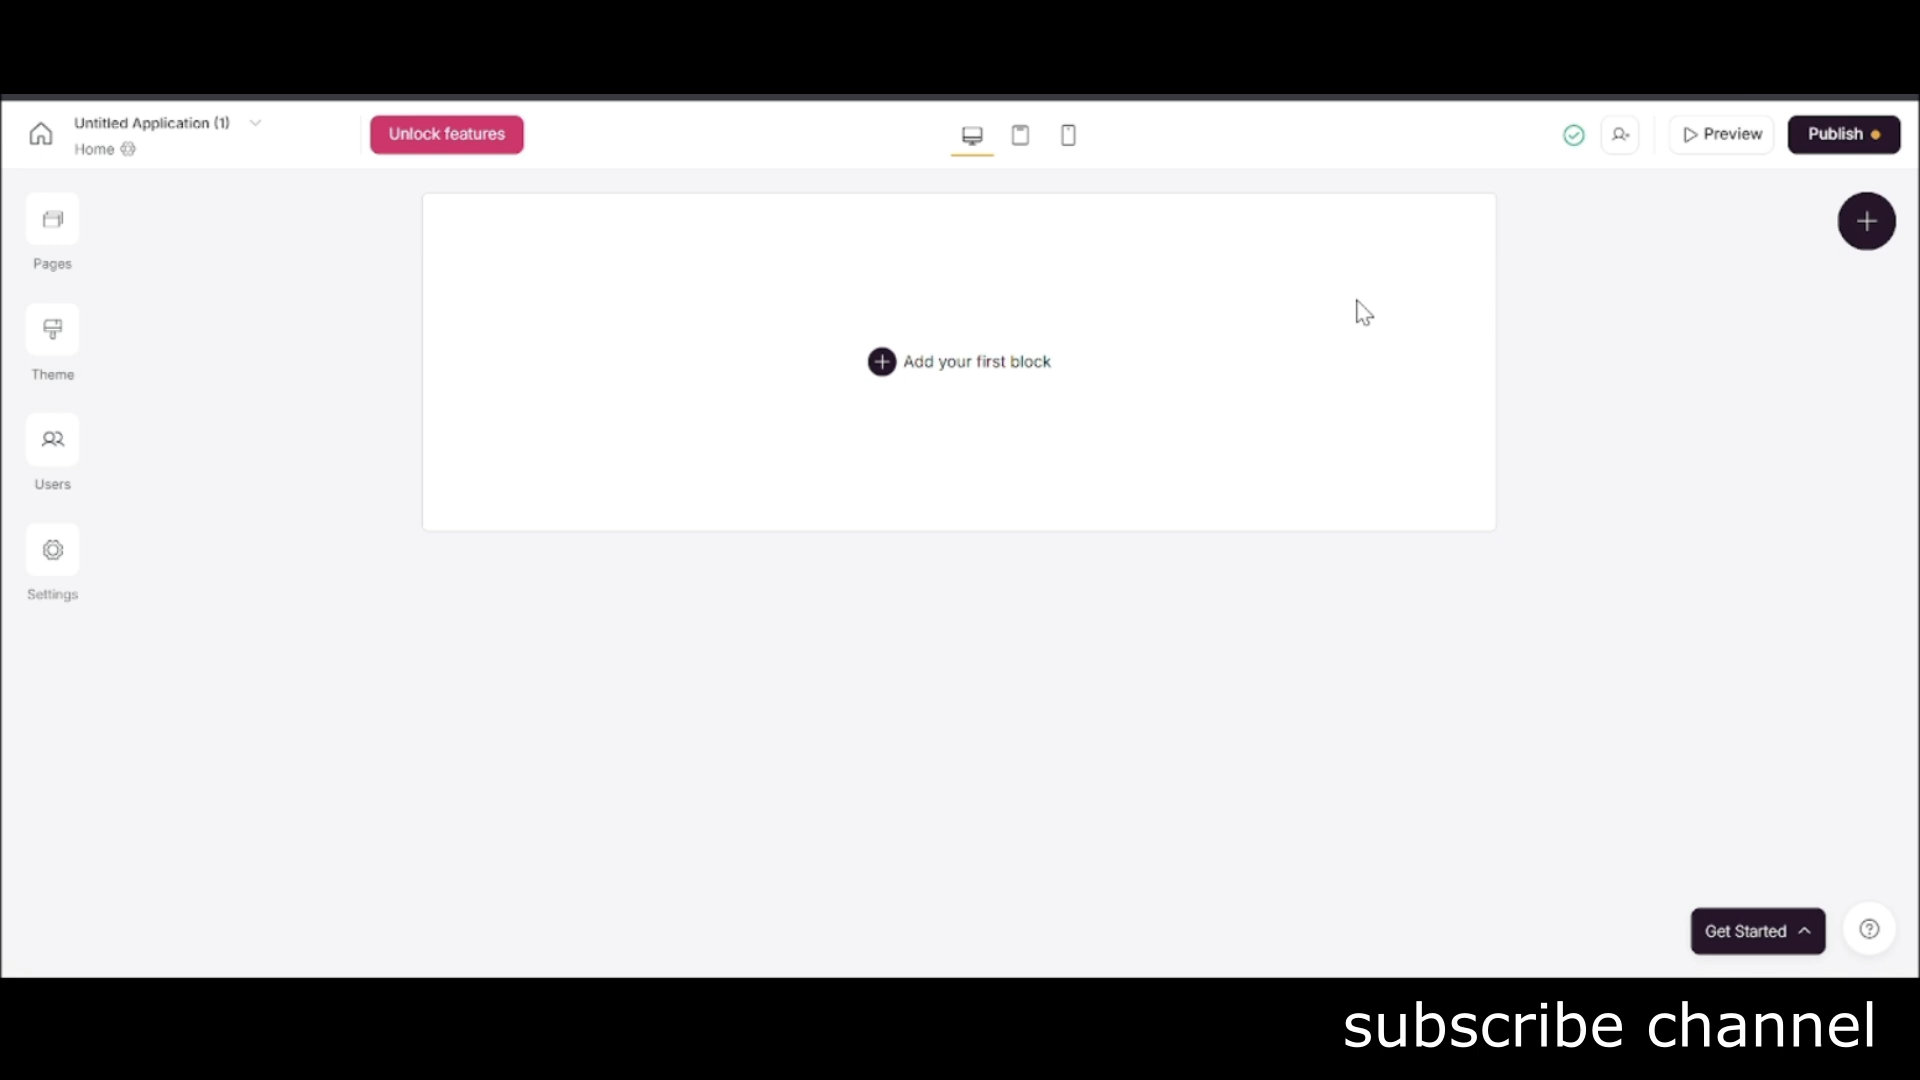 Untitled Application (1)
Home
Unlock features
Preview
Publish
Pages
Theme
Users
Settings
Add your first block
Get Started
subscribe channel